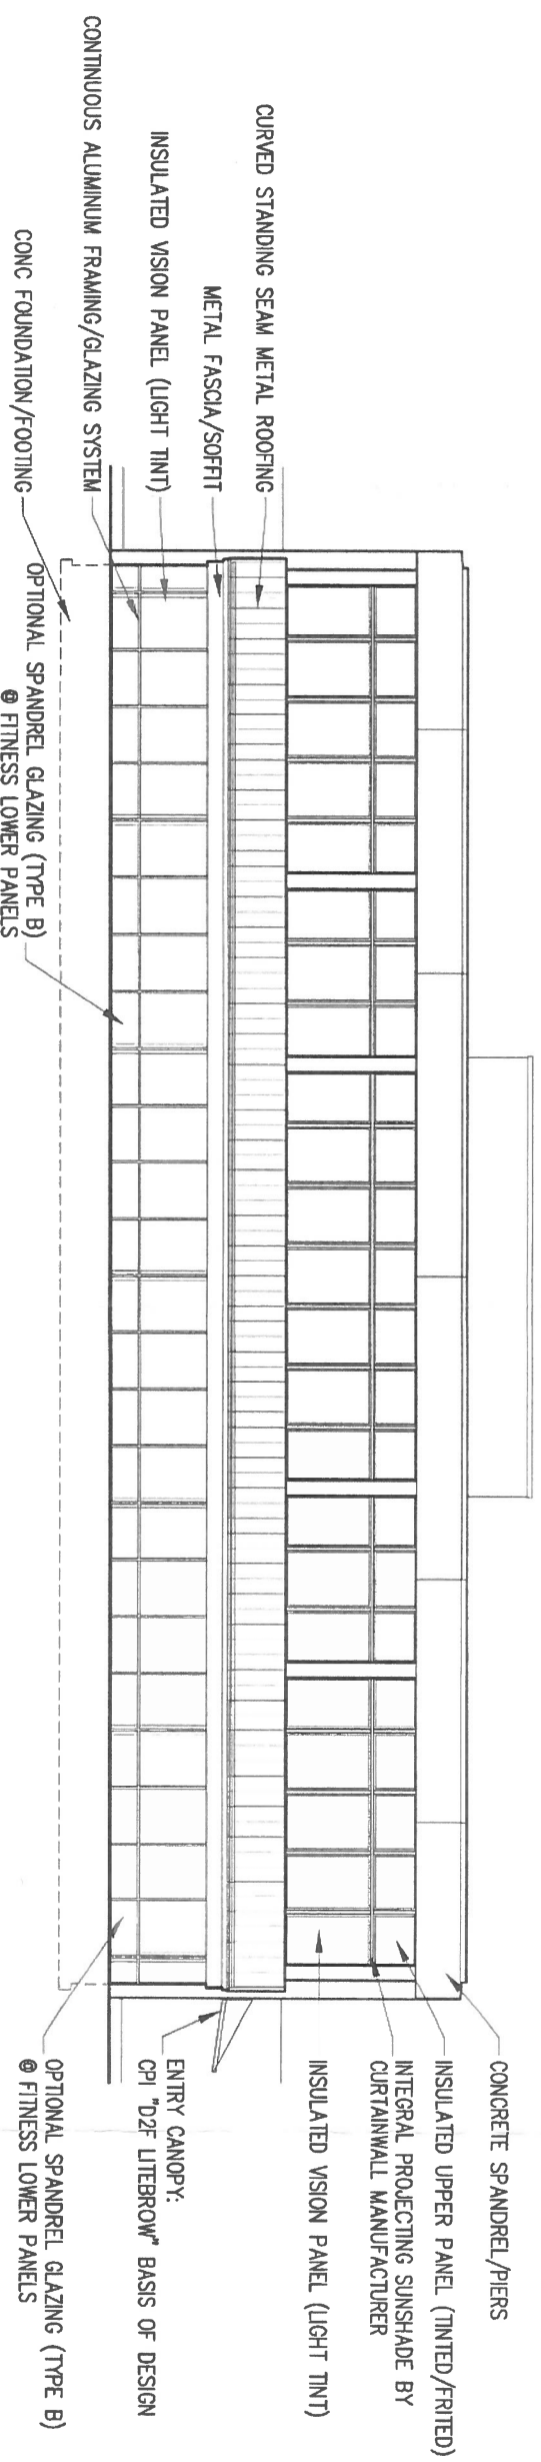 CONCRETE SPANDREL/PIERS
INSULATED UPPER PANEL (TINTED/FRITED)
INTEGRAL PROJECTING SUNSHADE BY
CURTAINWALL MANUFACTURER
INSULATED VISION PANEL (LIGHT TINT)
ENTRY CANOPY:
CPI "D2F LITEBROW" BASIS OF DESIGN
OPTIONAL SPANDREL GLAZING (TYPE B)
@ FITNESS LOWER PANELS
CURVED STANDING SEAM METAL ROOFING
METAL FASCIA/SOFFIT
INSULATED VISION PANEL (LIGHT TINT)
CONTINUOUS ALUMINUM FRAMING/GLAZING SYSTEM
CONC FOUNDATION/FOOTING
OPTIONAL SPANDREL GLAZING (TYPE B)
@ FITNESS LOWER PANELS